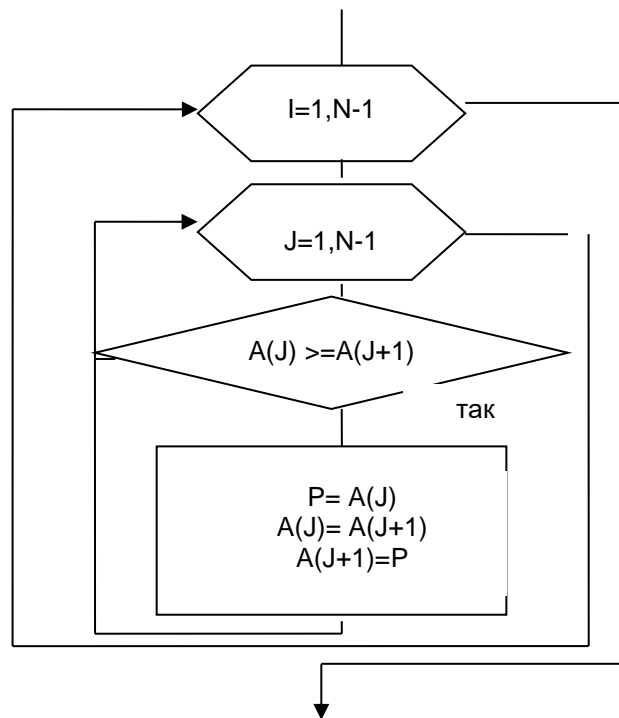 I=1,N-1
J=1,N-1
A(J) >=A(J+1)
так
P= A(J)
A(J)= A(J+1)
A(J+1)=P